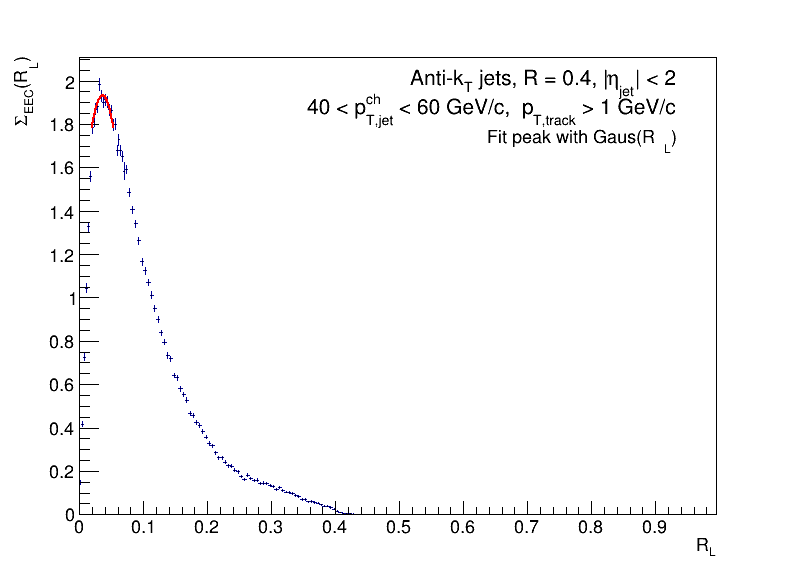 Σ_EEC(R_L)
Anti-k_T jets, R = 0.4, |η_jet| < 2
40 < p_T,jet^ch < 60 GeV/c, p_T,track > 1 GeV/c
Fit peak with Gaus(R_L)
2
1.8
1.6
1.4
1.2
1
0.8
0.6
0.4
0.2
0
0 0.1 0.2 0.3 0.4 0.5 0.6 0.7 0.8 0.9
R_L